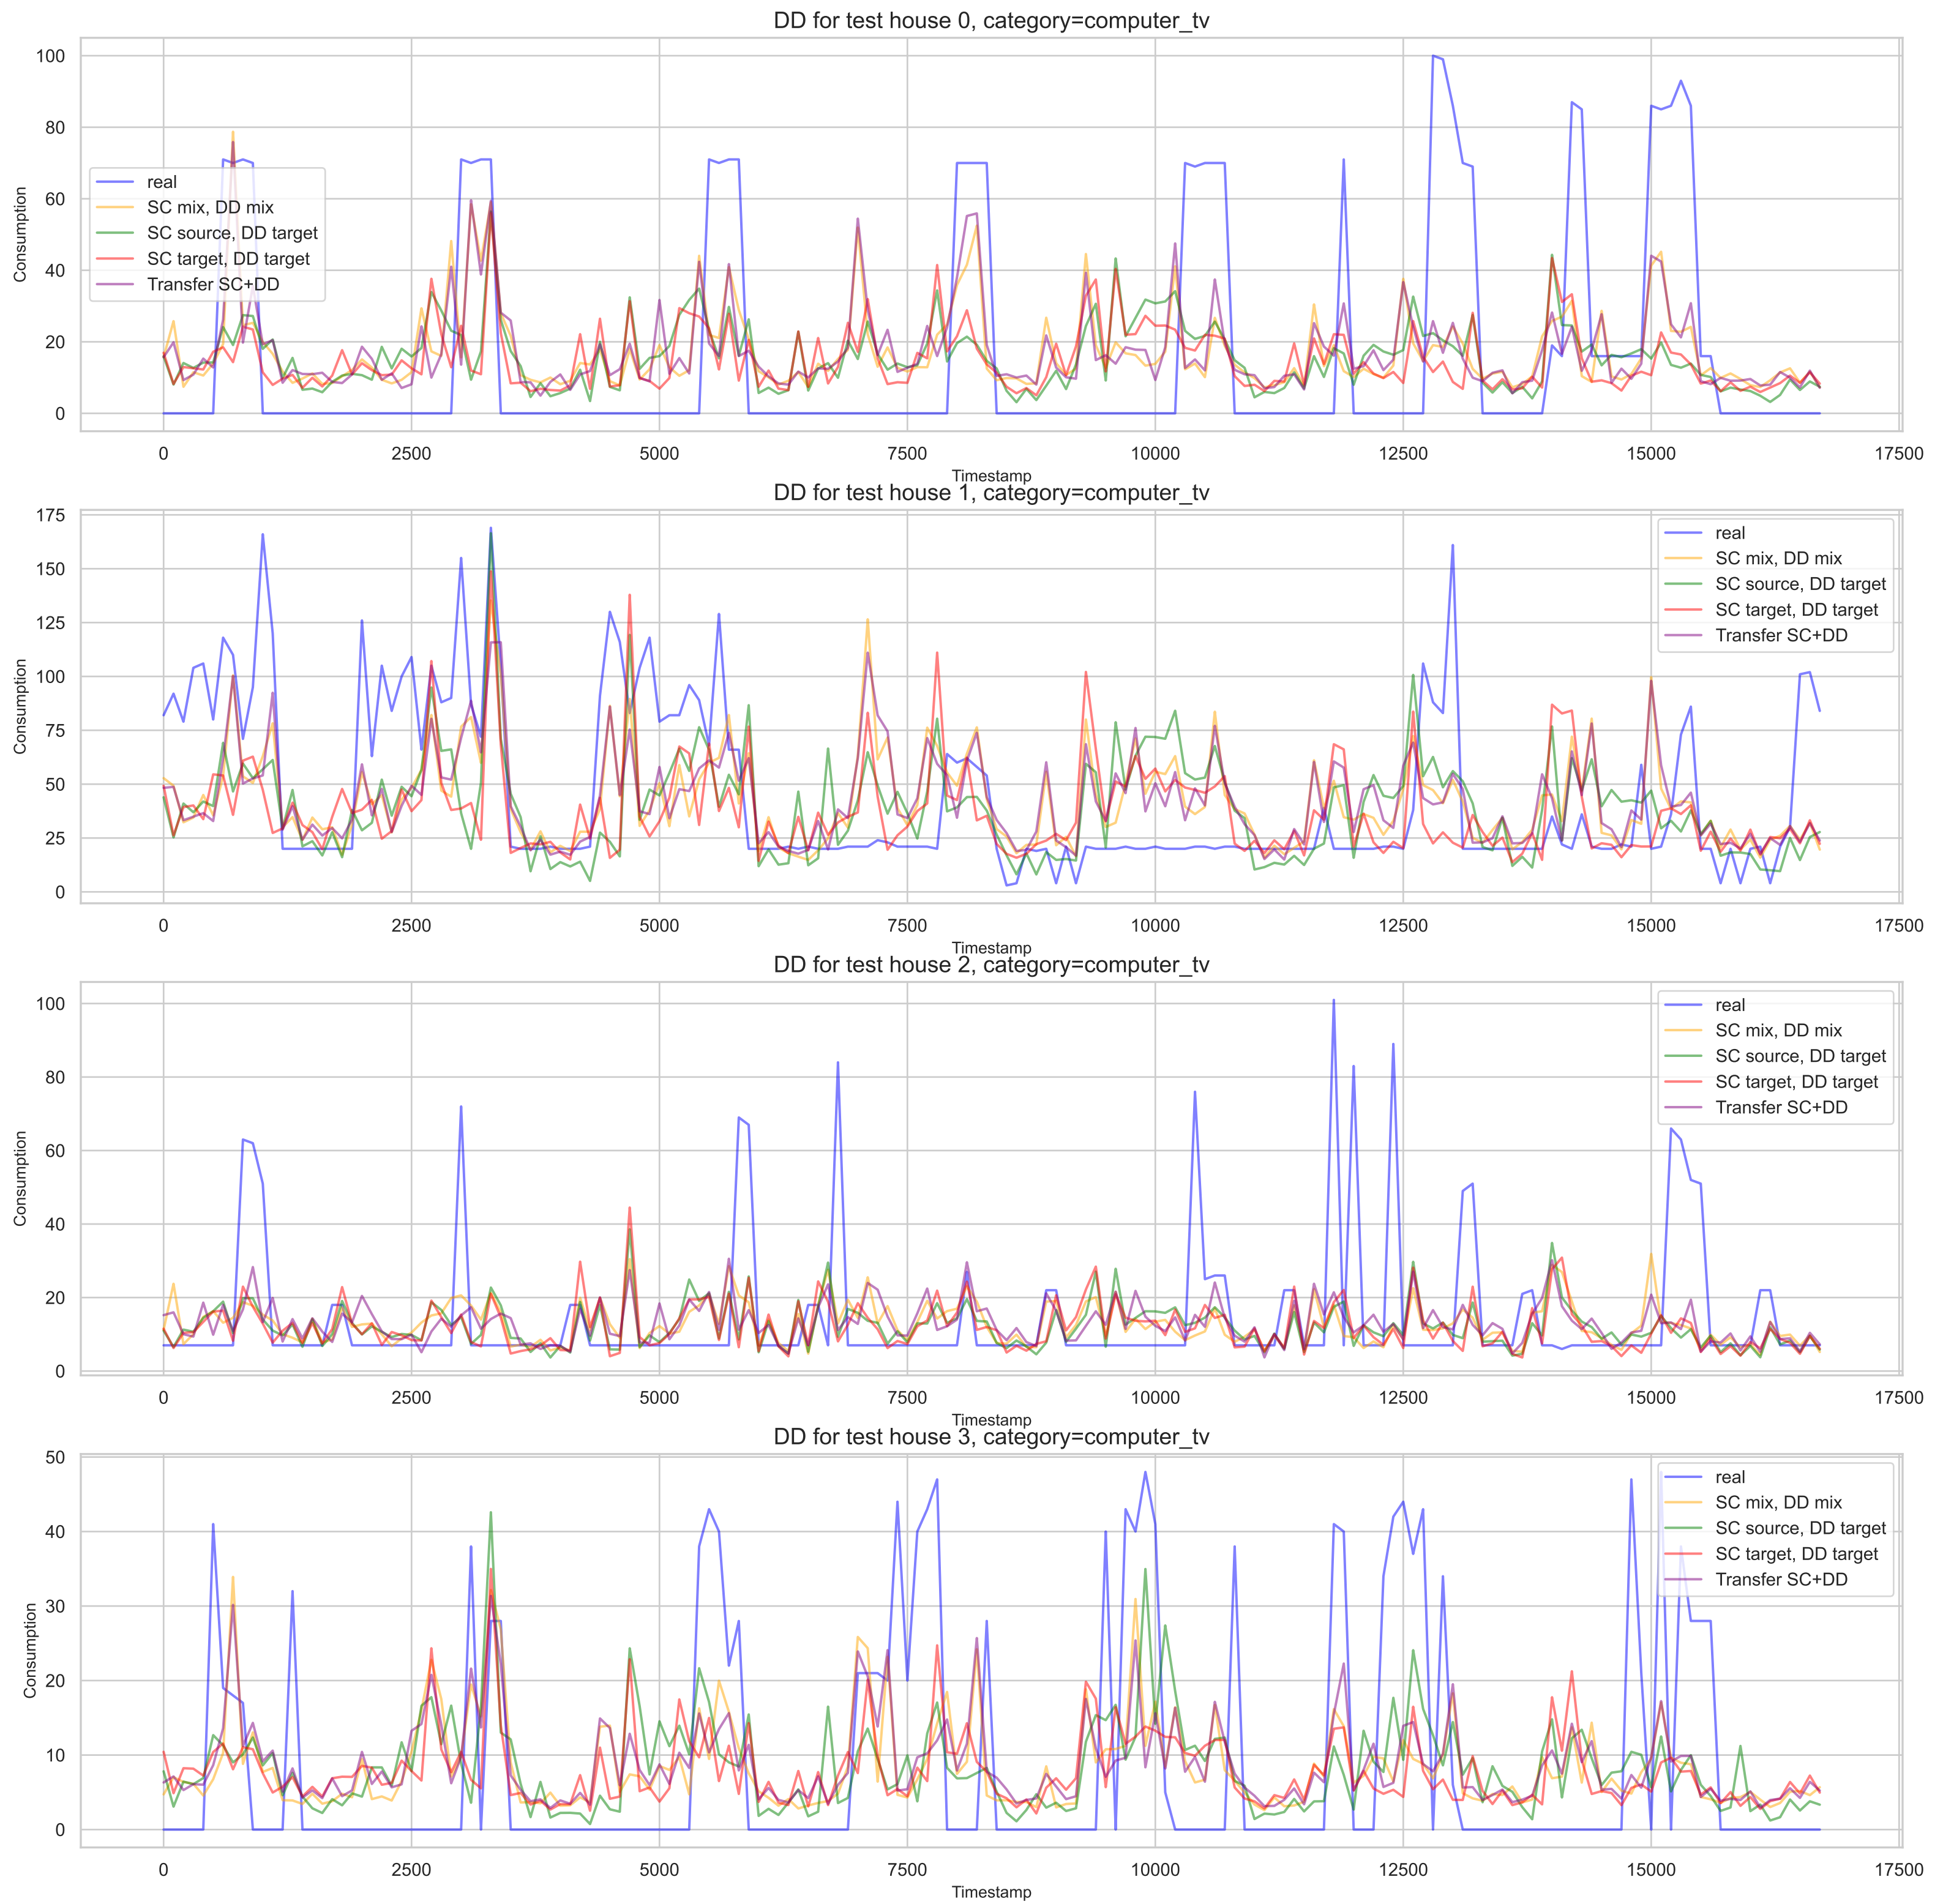 DD for test house 0, category=computer_tv
Consumption
100
80
60
40
20
0
real
SC mix, DD mix
SC source, DD target
SC target, DD target
Transfer SC+DD
0 2500 5000 7500 10000 12500 15000 17500
Timestamp
DD for test house 1, category=computer_tv
Consumption
175
150
125
100
75
50
25
0
real
SC mix, DD mix
SC source, DD target
SC target, DD target
Transfer SC+DD
0 2500 5000 7500 10000 12500 15000 17500
Timestamp
DD for test house 2, category=computer_tv
Consumption
100
80
60
40
20
0
real
SC mix, DD mix
SC source, DD target
SC target, DD target
Transfer SC+DD
0 2500 5000 7500 10000 12500 15000 17500
Timestamp
DD for test house 3, category=computer_tv
Consumption
50
40
30
20
10
0
real
SC mix, DD mix
SC source, DD target
SC target, DD target
Transfer SC+DD
0 2500 5000 7500 10000 12500 15000 17500
Timestamp